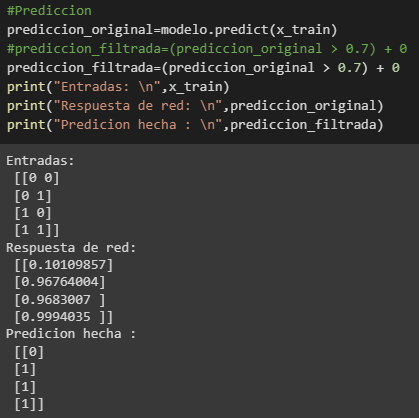 #Prediccion
prediccion_original=modelo.predict(x_train)
#prediccion_filtrada=(prediccion_original > 0.7) + 0
prediccion_filtrada=(prediccion_original > 0.7) + 0
print("Entradas: \n",x_train)
print("Respuesta de red: \n",prediccion_original)
print("Predicion hecha : \n",prediccion_filtrada)
Entradas:
[[0 0]
[0 1]
[1 0]
[1 1]]
Respuesta de red:
[[0.10109857]
[0.96764004]
[0.9683007 ]
[0.9994035 ]]
Predicion hecha :
[[0]
[1]
[1]
[1]]